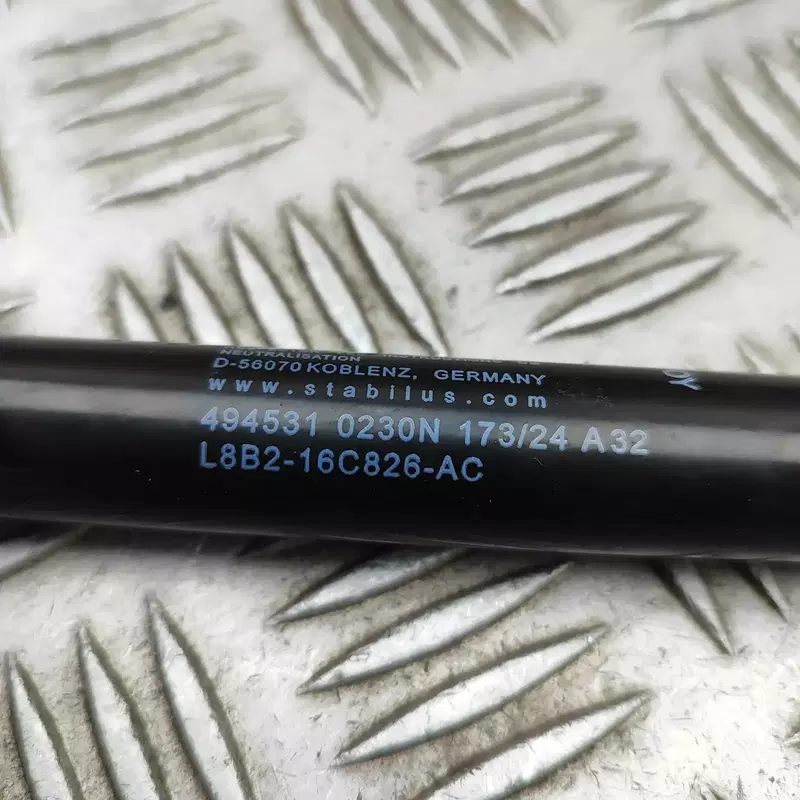 NEUTRALISATION
D-56070 KOBLENZ, GERMANY
www.stabilus.com
494531 0230N 173/24 A32
L8B2-16C826-AC